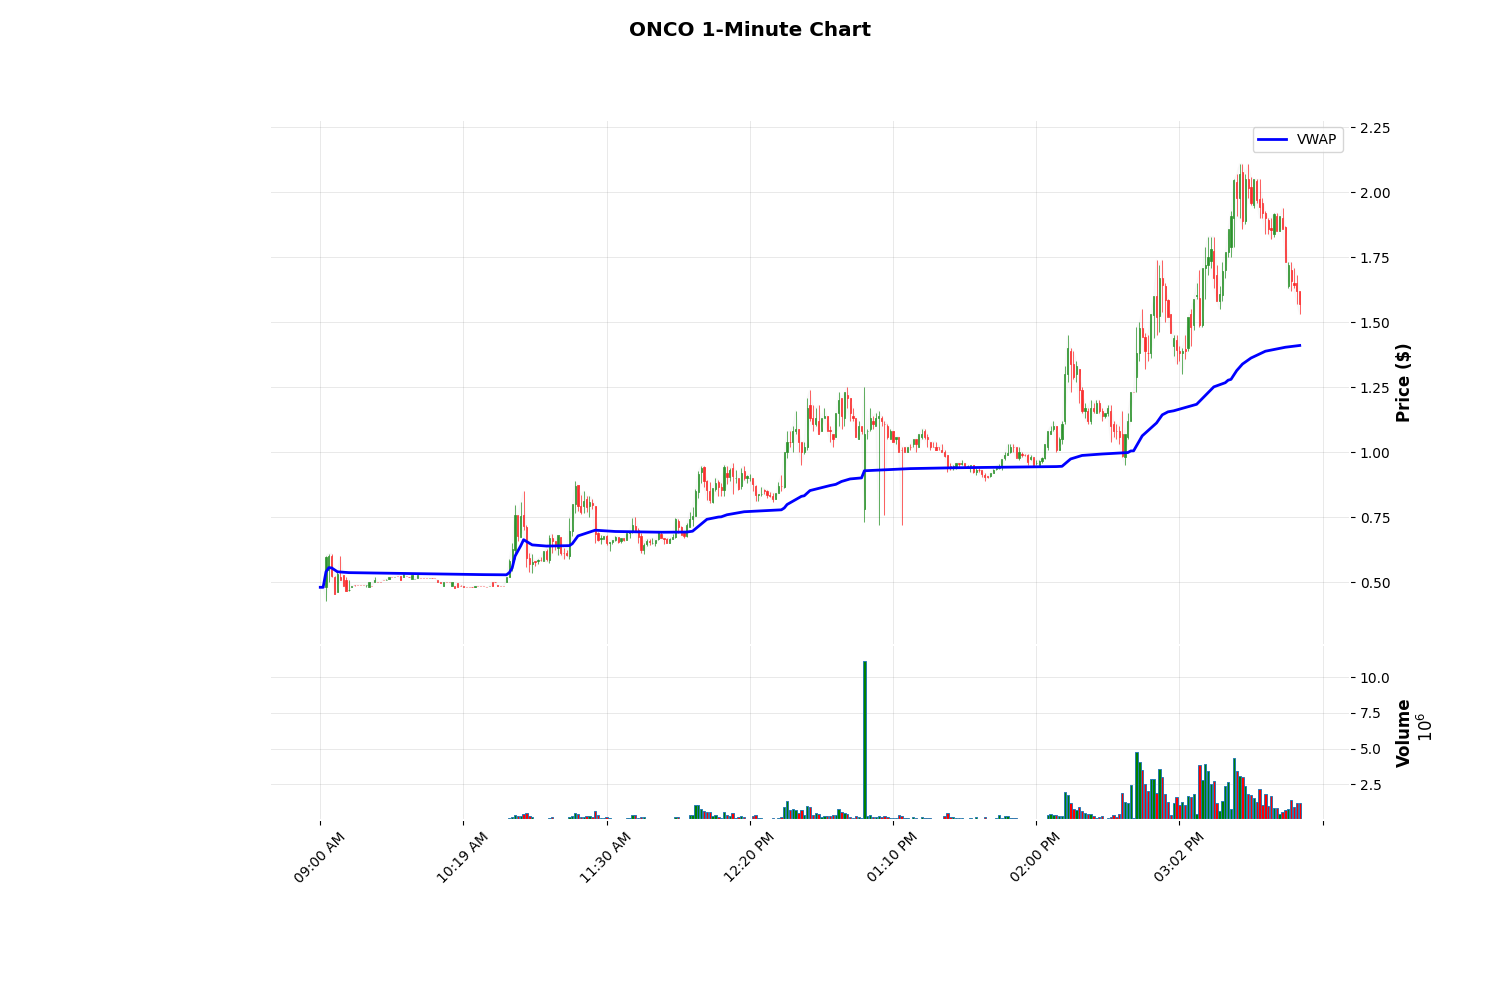 ONCO 1-Minute Chart
VWAP
2.25
2.00
1.75
1.50
1.25
1.00
0.75
0.50
Price ($)
10.0
7.5
5.0
2.5
Volume
10^6
09:00 AM
10:19 AM
11:30 AM
12:20 PM
01:10 PM
02:00 PM
03:02 PM